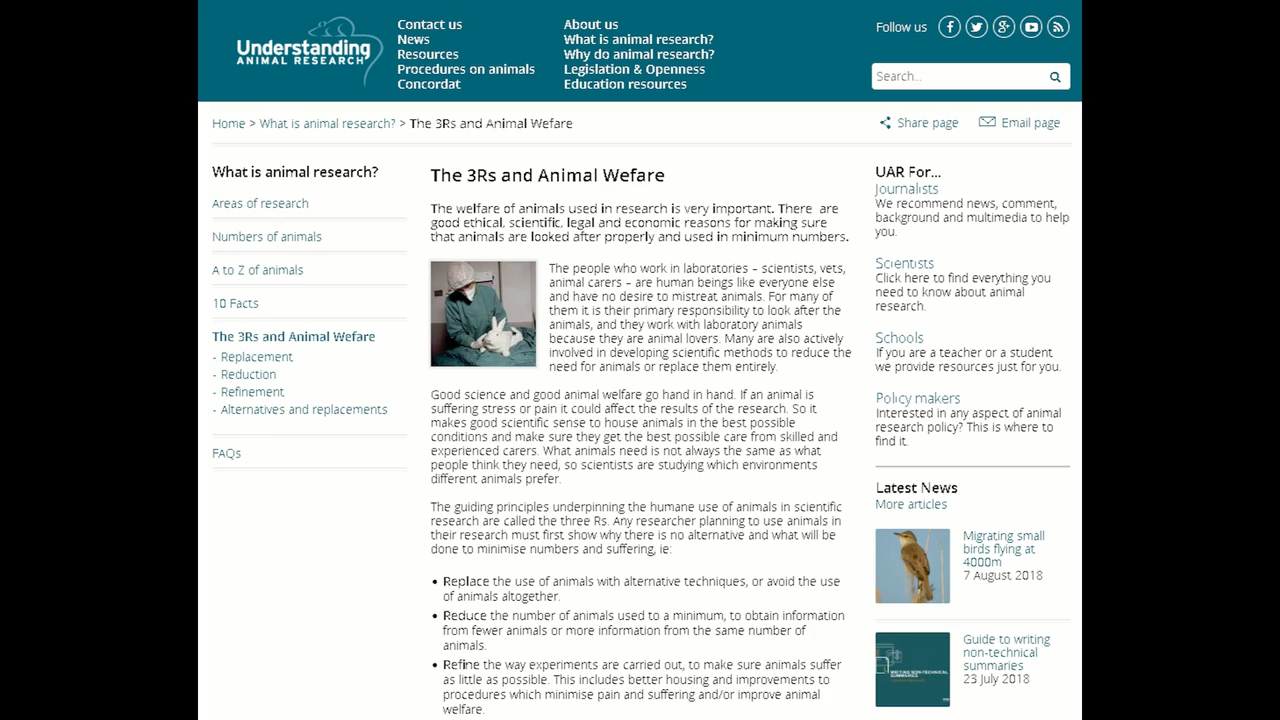 Understanding
ANIMAL RESEARCH
Contact us
News
Resources
Procedures on animals
Concordat
About us
What is animal research?
Why do animal research?
Legislation & Openness
Education resources
Follow us
Search...
Home > What is animal research? > The 3Rs and Animal Wefare
Share page
Email page
What is animal research?
Areas of research
Numbers of animals
A to Z of animals
10 Facts
The 3Rs and Animal Wefare
- Replacement
- Reduction
- Refinement
- Alternatives and replacements
FAQs
The 3Rs and Animal Wefare
The welfare of animals used in research is very important. There are
good ethical, scientific, legal and economic reasons for making sure
that animals are looked after properly and used in minimum numbers.
The people who work in laboratories – scientists, vets,
animal carers – are human beings like everyone else
and have no desire to mistreat animals. For many of
them it is their primary responsibility to look after the
animals, and they work with laboratory animals
because they are animal lovers. Many are also actively
involved in developing scientific methods to reduce the
need for animals or replace them entirely.
Good science and good animal welfare go hand in hand. If an animal is
suffering stress or pain it could affect the results of the research. So it
makes good scientific sense to house animals in the best possible
conditions and make sure they get the best possible care from skilled and
experienced carers. What animals need is not always the same as what
people think they need, so scientists are studying which environments
different animals prefer.
The guiding principles underpinning the humane use of animals in scientific
research are called the three Rs. Any researcher planning to use animals in
their research must first show why there is no alternative and what will be
done to minimise numbers and suffering, ie:
• Replace the use of animals with alternative techniques, or avoid the use
of animals altogether.
• Reduce the number of animals used to a minimum, to obtain information
from fewer animals or more information from the same number of
animals.
• Refine the way experiments are carried out, to make sure animals suffer
as little as possible. This includes better housing and improvements to
procedures which minimise pain and suffering and/or improve animal
welfare.
UAR For...
Journalists
We recommend news, comment,
background and multimedia to help
you.
Scientists
Click here to find everything you
need to know about animal
research.
Schools
If you are a teacher or a student
we provide resources just for you.
Policy makers
Interested in any aspect of animal
research policy? This is where to
find it.
Latest News
More articles
Migrating small
birds flying at
4000m
7 August 2018
WRITING NON-TECHNICAL
SUMMARIES
Guide to writing
non-technical
summaries
23 July 2018